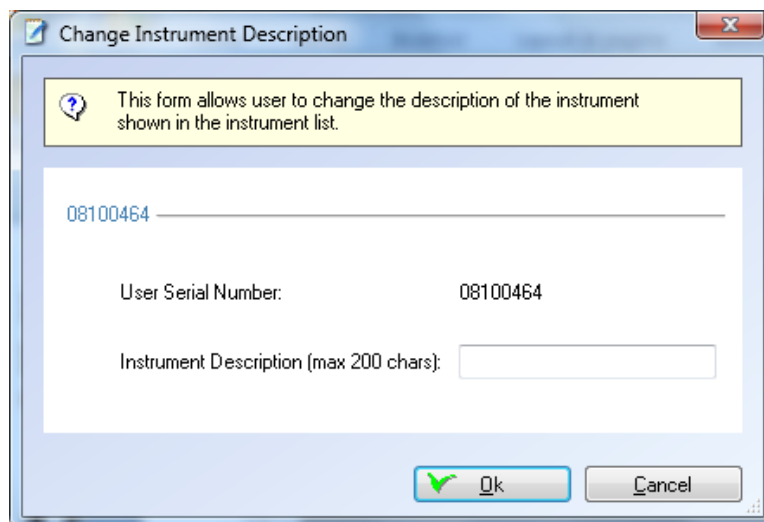 Change Instrument Description
This form allows user to change the description of the instrument
shown in the instrument list.
08100464
User Serial Number: 08100464
Instrument Description (max 200 chars):
Ok Cancel